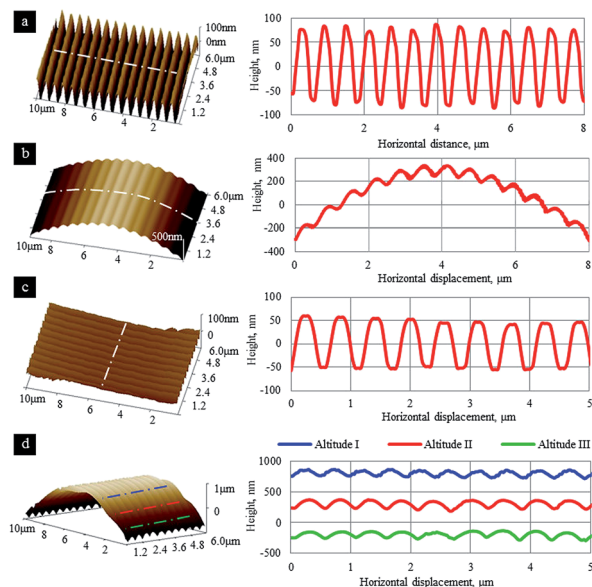 a
100nm
0nm
6.0μm
4.8
3.6
2.4
1.2
10μm
8
6
4
2
Height, nm
100
50
0
-50
-100
0
2
4
6
8
Horizontal distance, μm
b
6.0μm
4.8
3.6
2.4
1.2
500nm
10μm
8
6
4
2
Height, nm
400
200
0
-200
-400
0
2
4
6
8
Horizontal displacement, μm
c
100nm
0
6.0μm
4.8
3.6
2.4
1.2
10μm
8
6
4
2
Height, nm
100
50
0
-50
-100
0
1
2
3
4
5
Horizontal displacement, μm
d
1μm
0
10μm
8
6
4
2
1.2
2.4
3.6
4.8
6.0μm
Altitude I
Altitude II
Altitude III
Height, nm
1000
500
0
-500
0
1
2
3
4
5
Horizontal displacement, μm